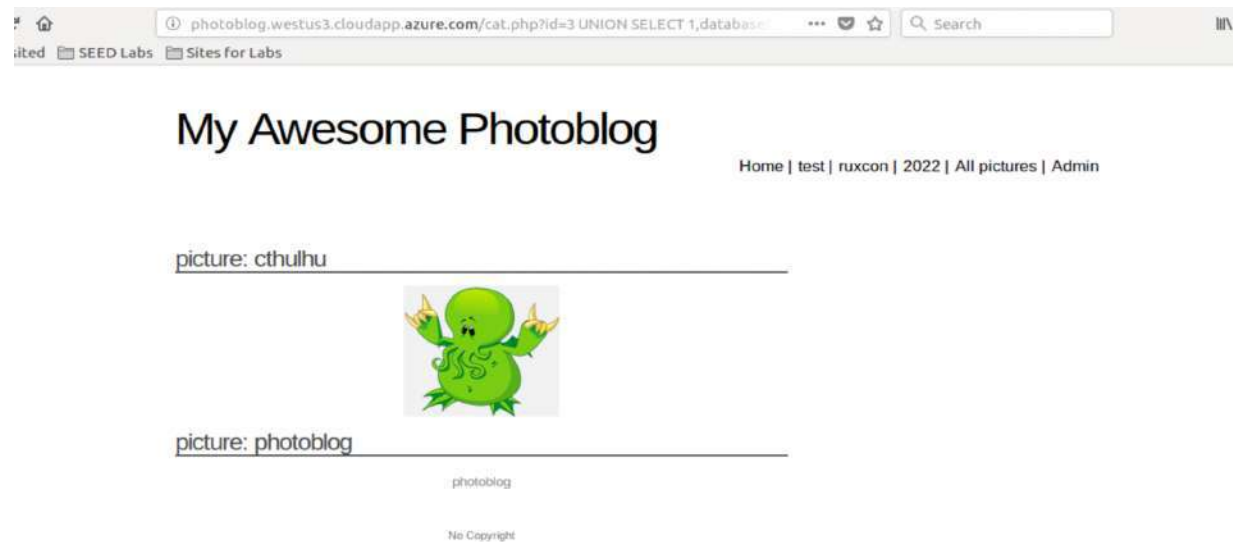 photoblog.westus3.cloudapp.azure.com/cat.php?id=3 UNION SELECT 1,database
Search
SEED Labs Sites for Labs
My Awesome Photoblog
Home | test | ruxcon | 2022 | All pictures | Admin
picture: cthulhu
picture: photoblog
photoblog
No Copyright